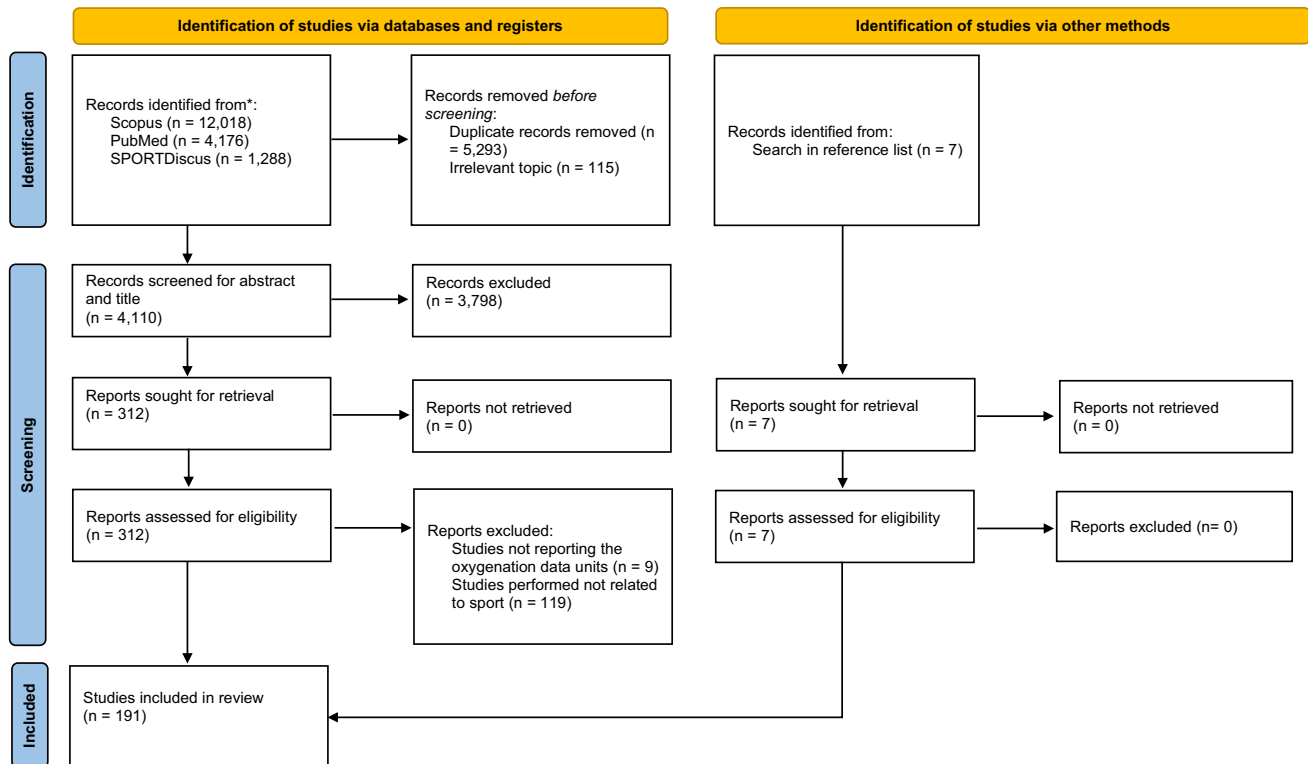 Identification of studies via databases and registers
Identification of studies via other methods
Identification
Records identified from*:
Scopus (n = 12,018)
PubMed (n = 4,176)
SPORTDiscus (n = 1,288)
Records removed before
screening:
Duplicate records removed (n
= 5,293)
Irrelevant topic (n = 115)
Records identified from:
Search in reference list (n = 7)
Screening
Records screened for abstract
and title
(n = 4,110)
Records excluded
(n = 3,798)
Reports sought for retrieval
(n = 312)
Reports not retrieved
(n = 0)
Reports sought for retrieval
(n = 7)
Reports not retrieved
(n = 0)
Reports assessed for eligibility
(n = 312)
Reports excluded:
Studies not reporting the
oxygenation data units (n = 9)
Studies performed not related
to sport (n = 119)
Reports assessed for eligibility
(n = 7)
Reports excluded (n= 0)
Included
Studies included in review
(n = 191)